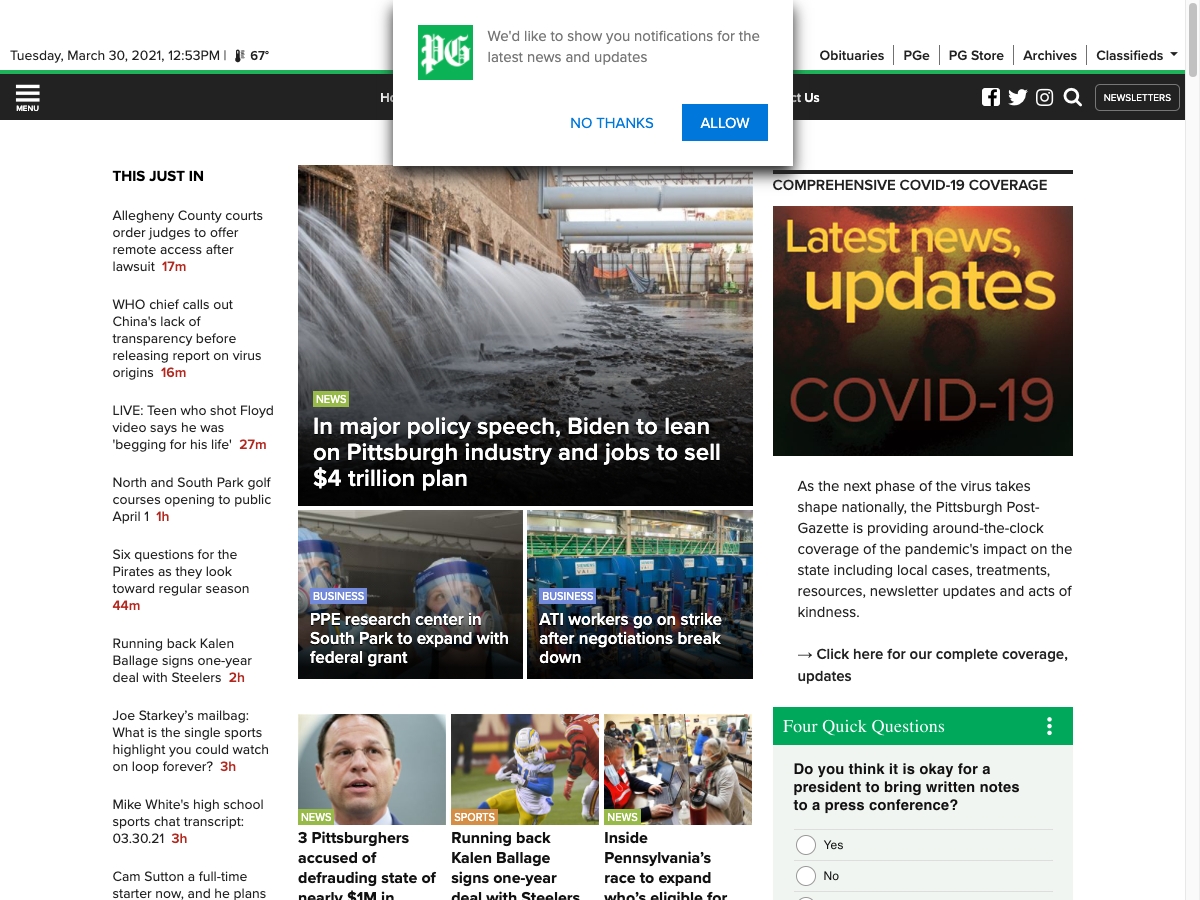 We'd like to show you notifications for the
latest news and updates
NO THANKS
ALLOW
Tuesday, March 30, 2021, 12:53PM | 67°
Obituaries
PGe
PG Store
Archives
Classifieds
MENU
Us
NEWSLETTERS
THIS JUST IN
Allegheny County courts
order judges to offer
remote access after
lawsuit 17m
WHO chief calls out
China's lack of
transparency before
releasing report on virus
origins 16m
LIVE: Teen who shot Floyd
video says he was
'begging for his life' 27m
North and South Park golf
courses opening to public
April 1 1h
Six questions for the
Pirates as they look
toward regular season
44m
Running back Kalen
Ballage signs one-year
deal with Steelers 2h
Joe Starkey’s mailbag:
What is the single sports
highlight you could watch
on loop forever? 3h
Mike White's high school
sports chat transcript:
03.30.21 3h
Cam Sutton a full-time
starter now, and he plans
NEWS
In major policy speech, Biden to lean
on Pittsburgh industry and jobs to sell
$4 trillion plan
BUSINESS
PPE research center in
South Park to expand with
federal grant
BUSINESS
ATI workers go on strike
after negotiations break
down
NEWS
3 Pittsburghers
accused of
defrauding state of
nearly $1M in
SPORTS
Running back
Kalen Ballage
signs one-year
deal with Steelers
NEWS
Inside
Pennsylvania’s
race to expand
who’s eligible for
COMPREHENSIVE COVID-19 COVERAGE
Latest news,
updates
COVID-19
As the next phase of the virus takes
shape nationally, the Pittsburgh Post-
Gazette is providing around-the-clock
coverage of the pandemic's impact on the
state including local cases, treatments,
resources, newsletter updates and acts of
kindness.
→ Click here for our complete coverage,
updates
Four Quick Questions
Do you think it is okay for a
president to bring written notes
to a press conference?
Yes
No